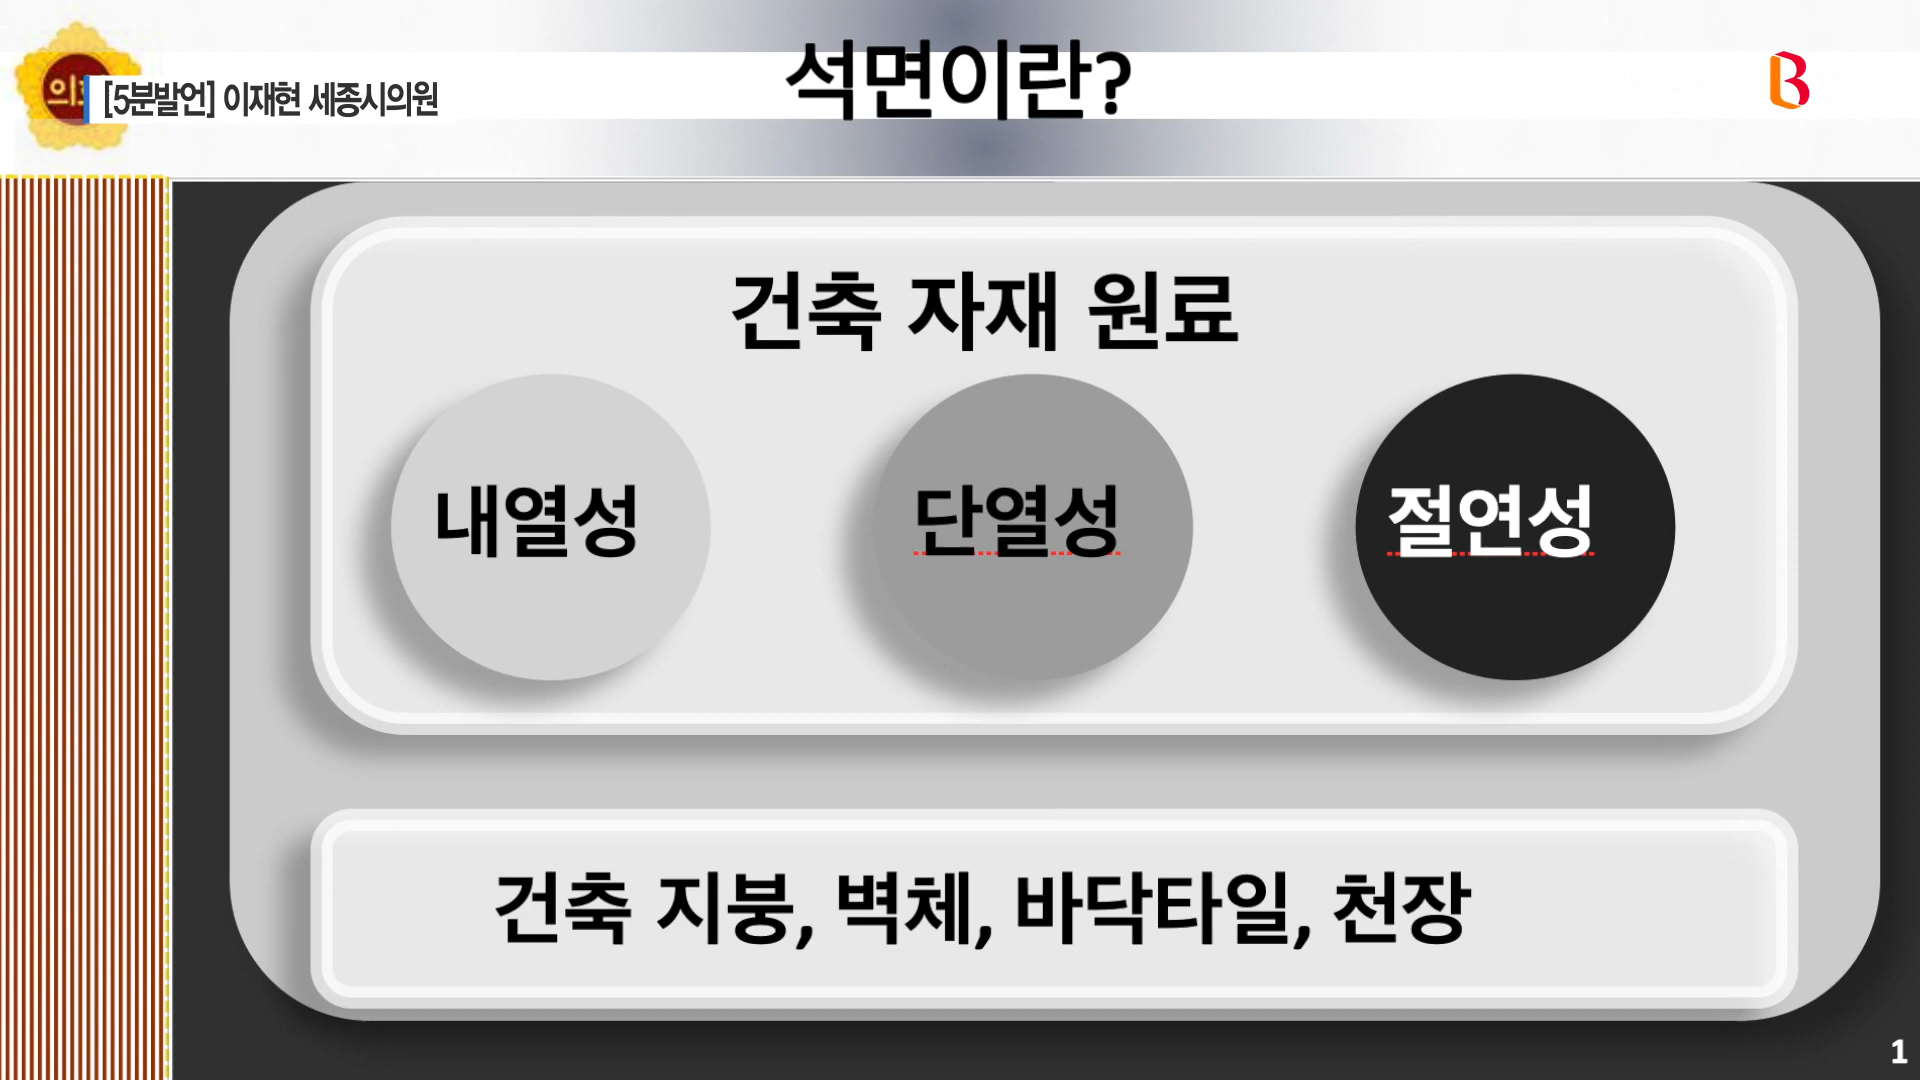 석면이란?
[5분발언] 이재현 세종시의원
건축 자재 원료
내열성
단열성
절연성
건축 지붕, 벽체, 바닥타일, 천장
1